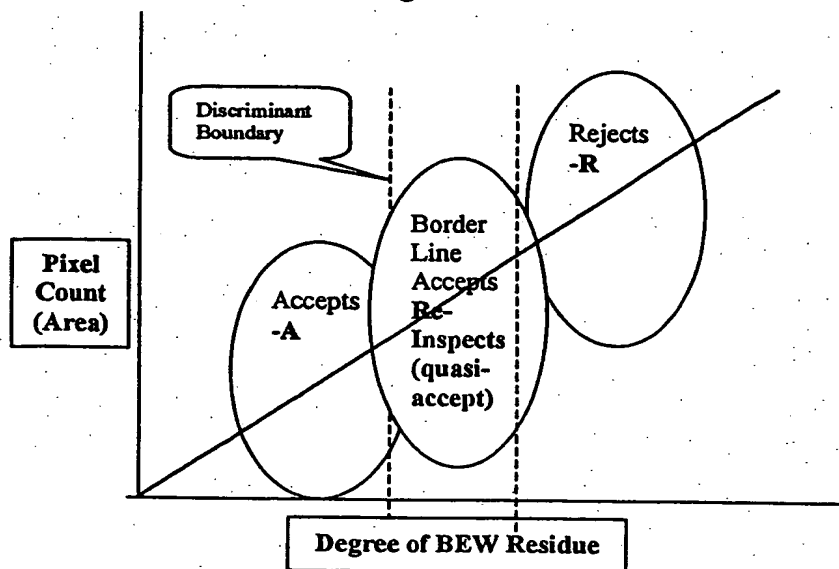 Discriminant
Boundary
Rejects
-R
Border
Line
Accepts
Re-
Inspects
(quasi-
accept)
Accepts
-A
Pixel
Count
(Area)
Degree of BEW Residue